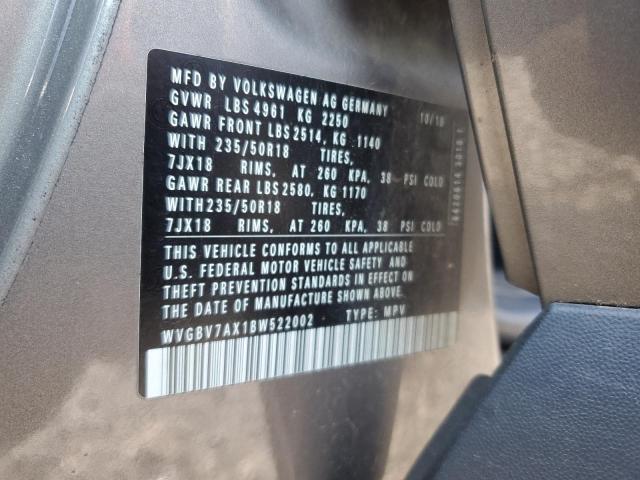 MFD BY VOLKSWAGEN AG GERMANY 10/10
GVWR LBS 4961 KG 2250
GAWR FRONT LBS 2514, KG 1140
WITH 235/50R18 TIRES,
7JX18 RIMS, AT 260 KPA, 38 PSI COLD
GAWR REAR LBS 2580, KG 1170
WITH235/50R18 TIRES,
7JX18 RIMS, AT 260 KPA, 38 PSI COLD
THIS VEHICLE CONFORMS TO ALL APPLICABLE
U.S. FEDERAL MOTOR VEHICLE SAFETY AND
THEFT PREVENTION STANDARDS IN EFFECT ON
THE DATE OF MANUFACTURE SHOWN ABOVE.
WVGBV7AX1BW522002 TYPE: MPV